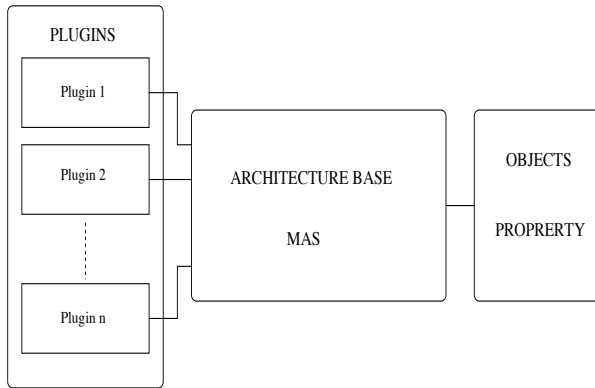 PLUGINS
Plugin 1
Plugin 2
Plugin n
ARCHITECTURE BASE
MAS
OBJECTS
PROPRERTY